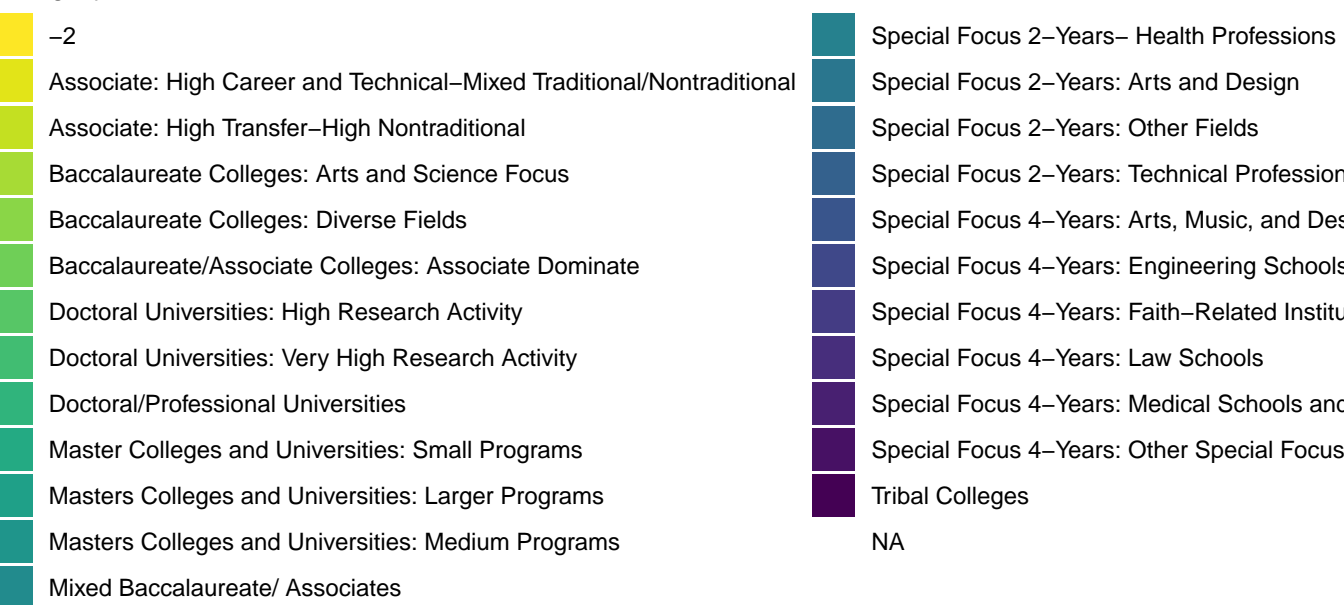 −2
Associate: High Career and Technical−Mixed Traditional/Nontraditional
Associate: High Transfer−High Nontraditional
Baccalaureate Colleges: Arts and Science Focus
Baccalaureate Colleges: Diverse Fields
Baccalaureate/Associate Colleges: Associate Dominate
Doctoral Universities: High Research Activity
Doctoral Universities: Very High Research Activity
Doctoral/Professional Universities
Master Colleges and Universities: Small Programs
Masters Colleges and Universities: Larger Programs
Masters Colleges and Universities: Medium Programs
Mixed Baccalaureate/ Associates
Special Focus 2−Years− Health Professions
Special Focus 2−Years: Arts and Design
Special Focus 2−Years: Other Fields
Special Focus 2−Years: Technical Profession
Special Focus 4−Years: Arts, Music, and
Special Focus 4−Years: Engineering Schools
Special Focus 4−Years: Faith−Related
Special Focus 4−Years: Law Schools
Special Focus 4−Years: Medical Schools and
Special Focus 4−Years: Other Special Focus
Tribal Colleges
NA